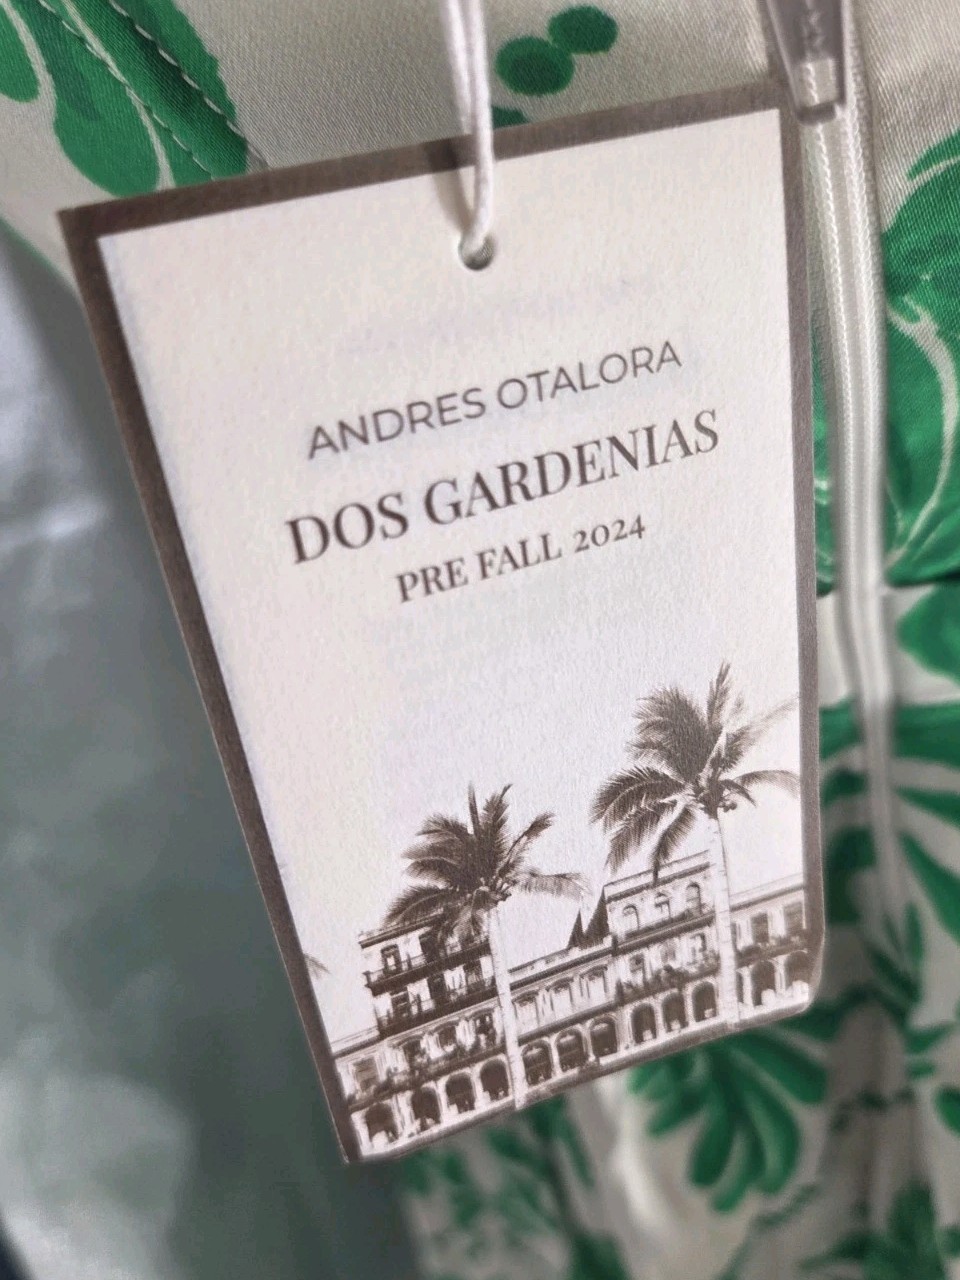 ANDRES OTALORA
DOS GARDENIAS
PRE FALL 2024